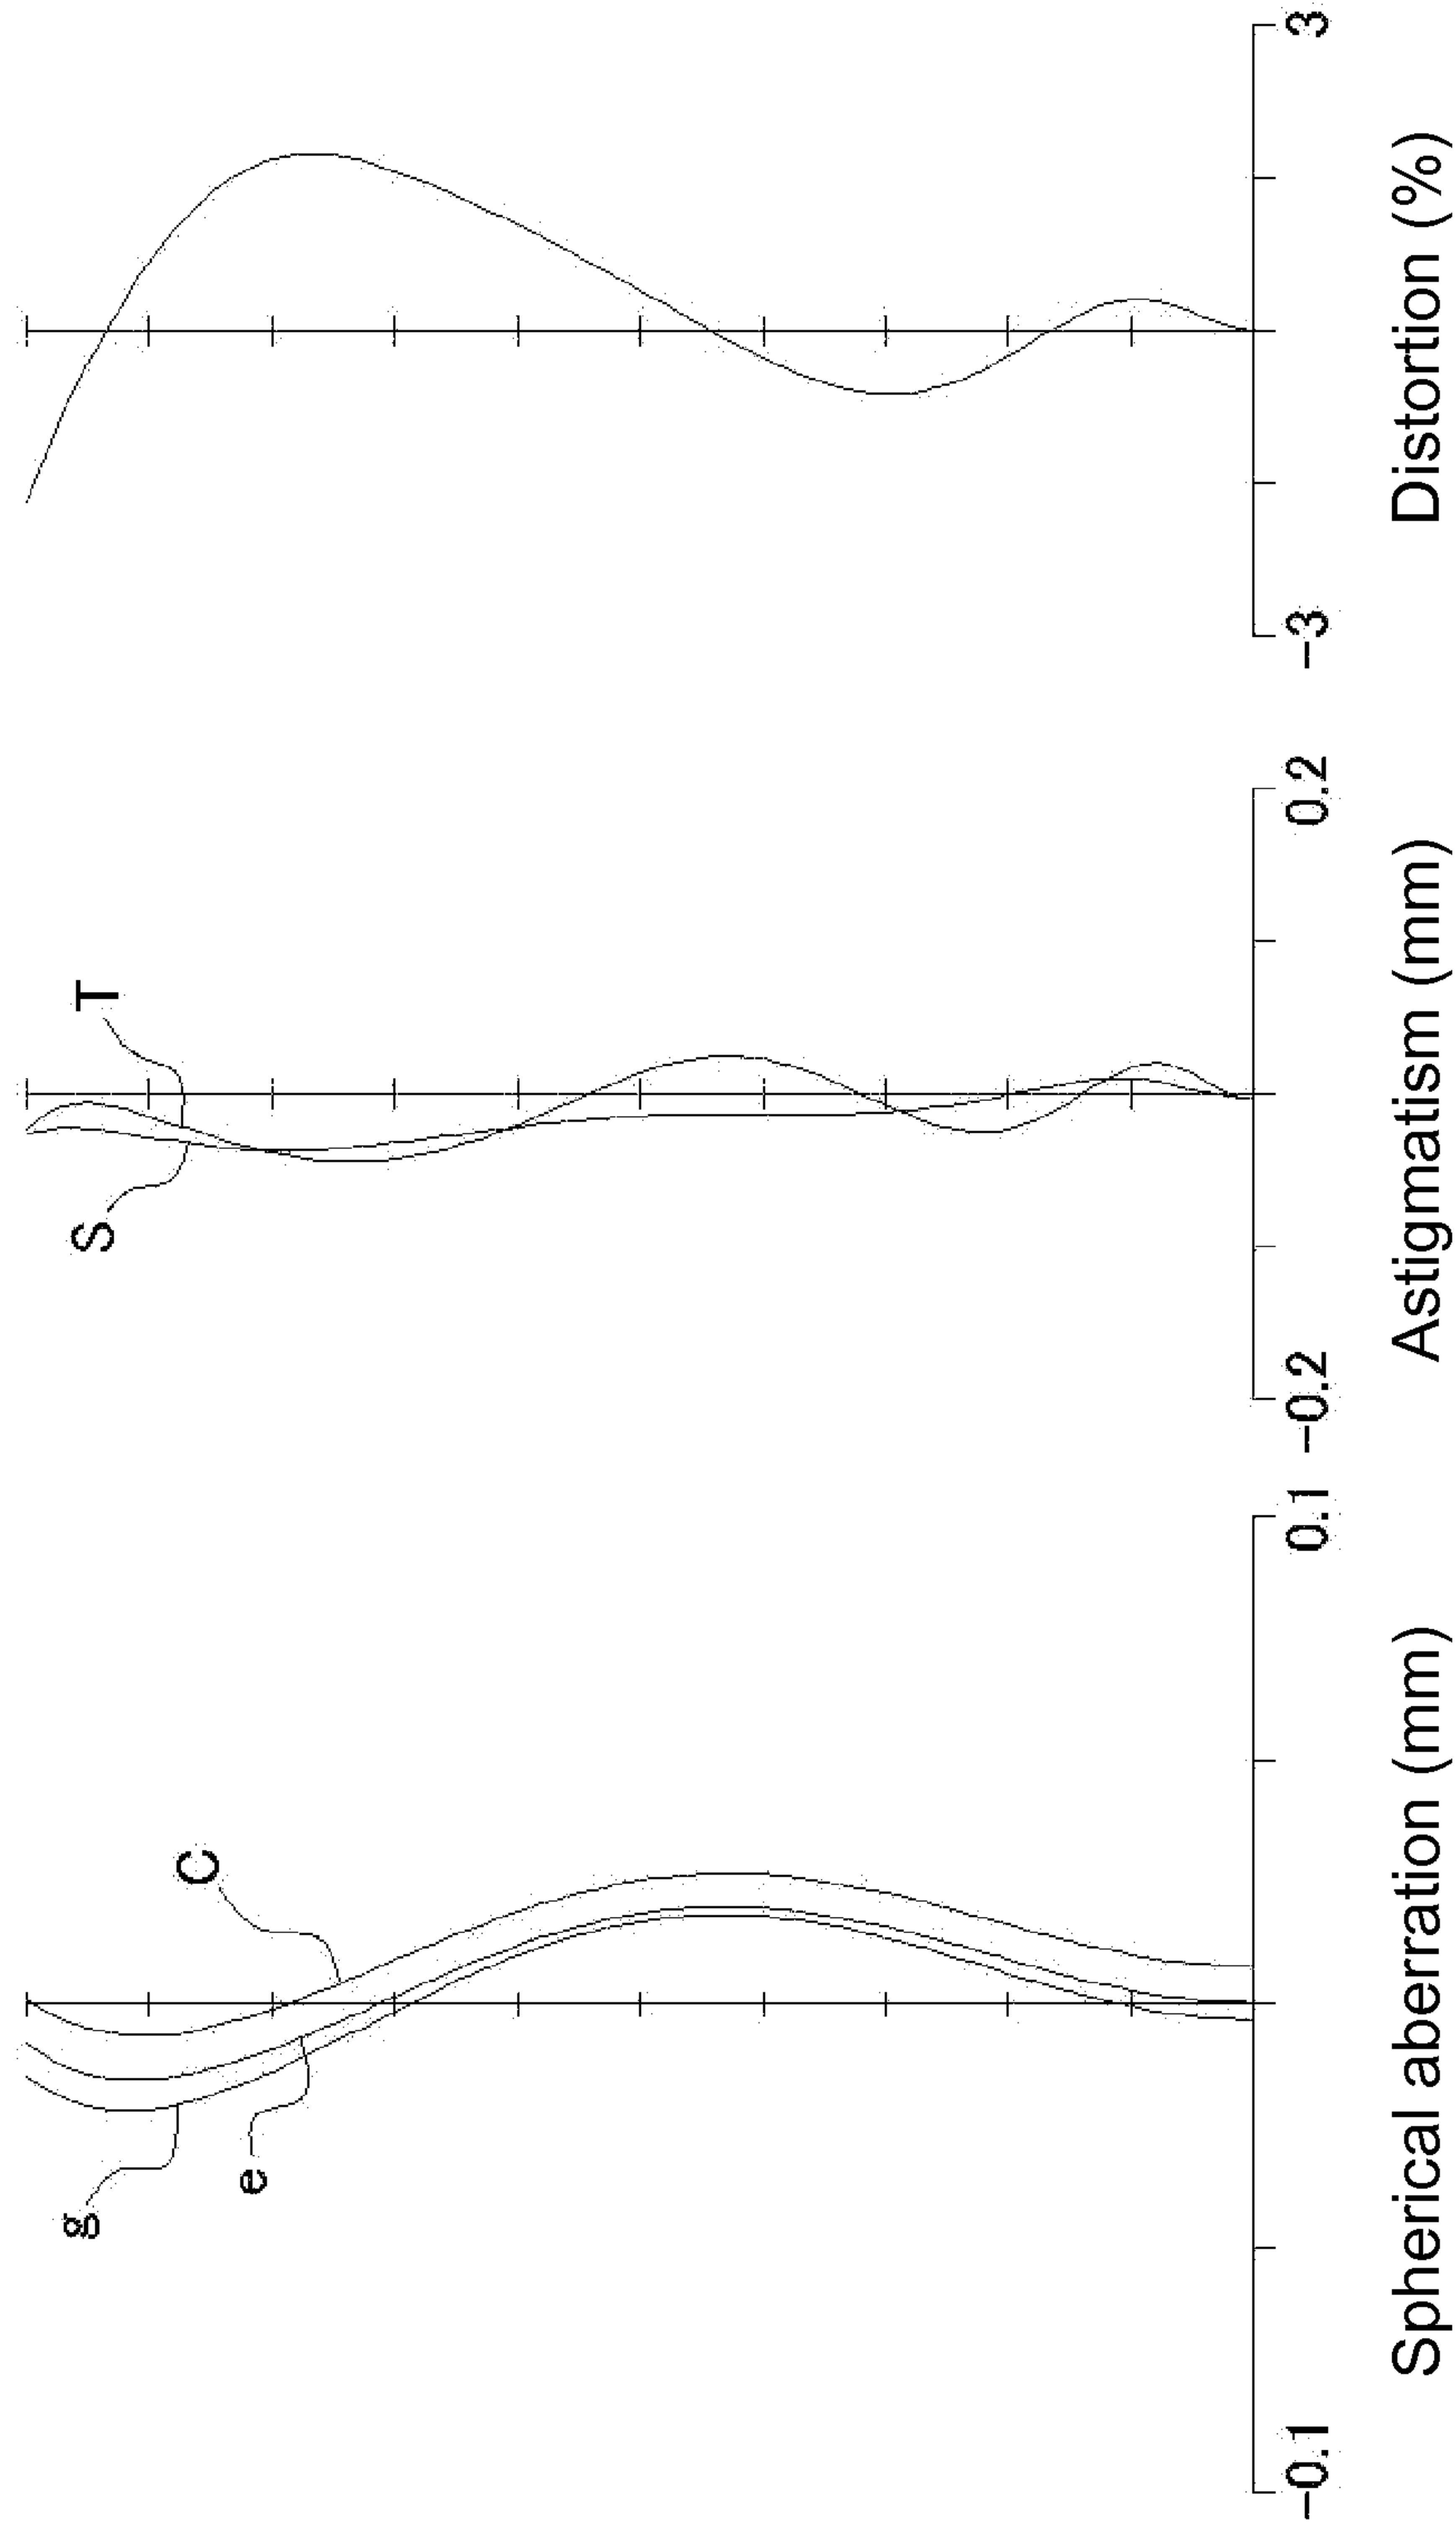 g
e
C
-0.1
0.1
Spherical aberration (mm)
S
T
-0.2
0.2
Astigmatism (mm)
-3
3
Distortion (%)